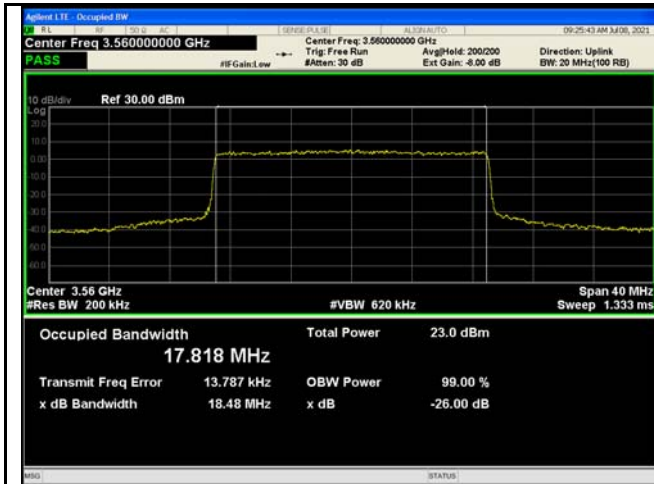 Agilent LTE - Occupied BW
RL RF 50 Ω AC SENSE:PULSE ALIGN AUTO 09:25:43 AM Jul 08, 2021
Center Freq 3.560000000 GHz
Center Freq: 3.560000000 GHz
PASS
Trig: Free Run Avg|Hold: 200/200 Direction: Uplink
#IFGain:Low #Atten: 30 dB Ext Gain: -8.00 dB BW: 20 MHz(100 RB)
10 dB/div Ref 30.00 dBm
Log
20.0
10.0
0.00
-10.0
-20.0
-30.0
-40.0
-50.0
-60.0
Center 3.56 GHz Span 40 MHz
#Res BW 200 kHz #VBW 620 kHz Sweep 1.333 ms
Occupied Bandwidth Total Power 23.0 dBm
17.818 MHz
Transmit Freq Error 13.787 kHz OBW Power 99.00 %
x dB Bandwidth 18.48 MHz x dB -26.00 dB
MSG STATUS